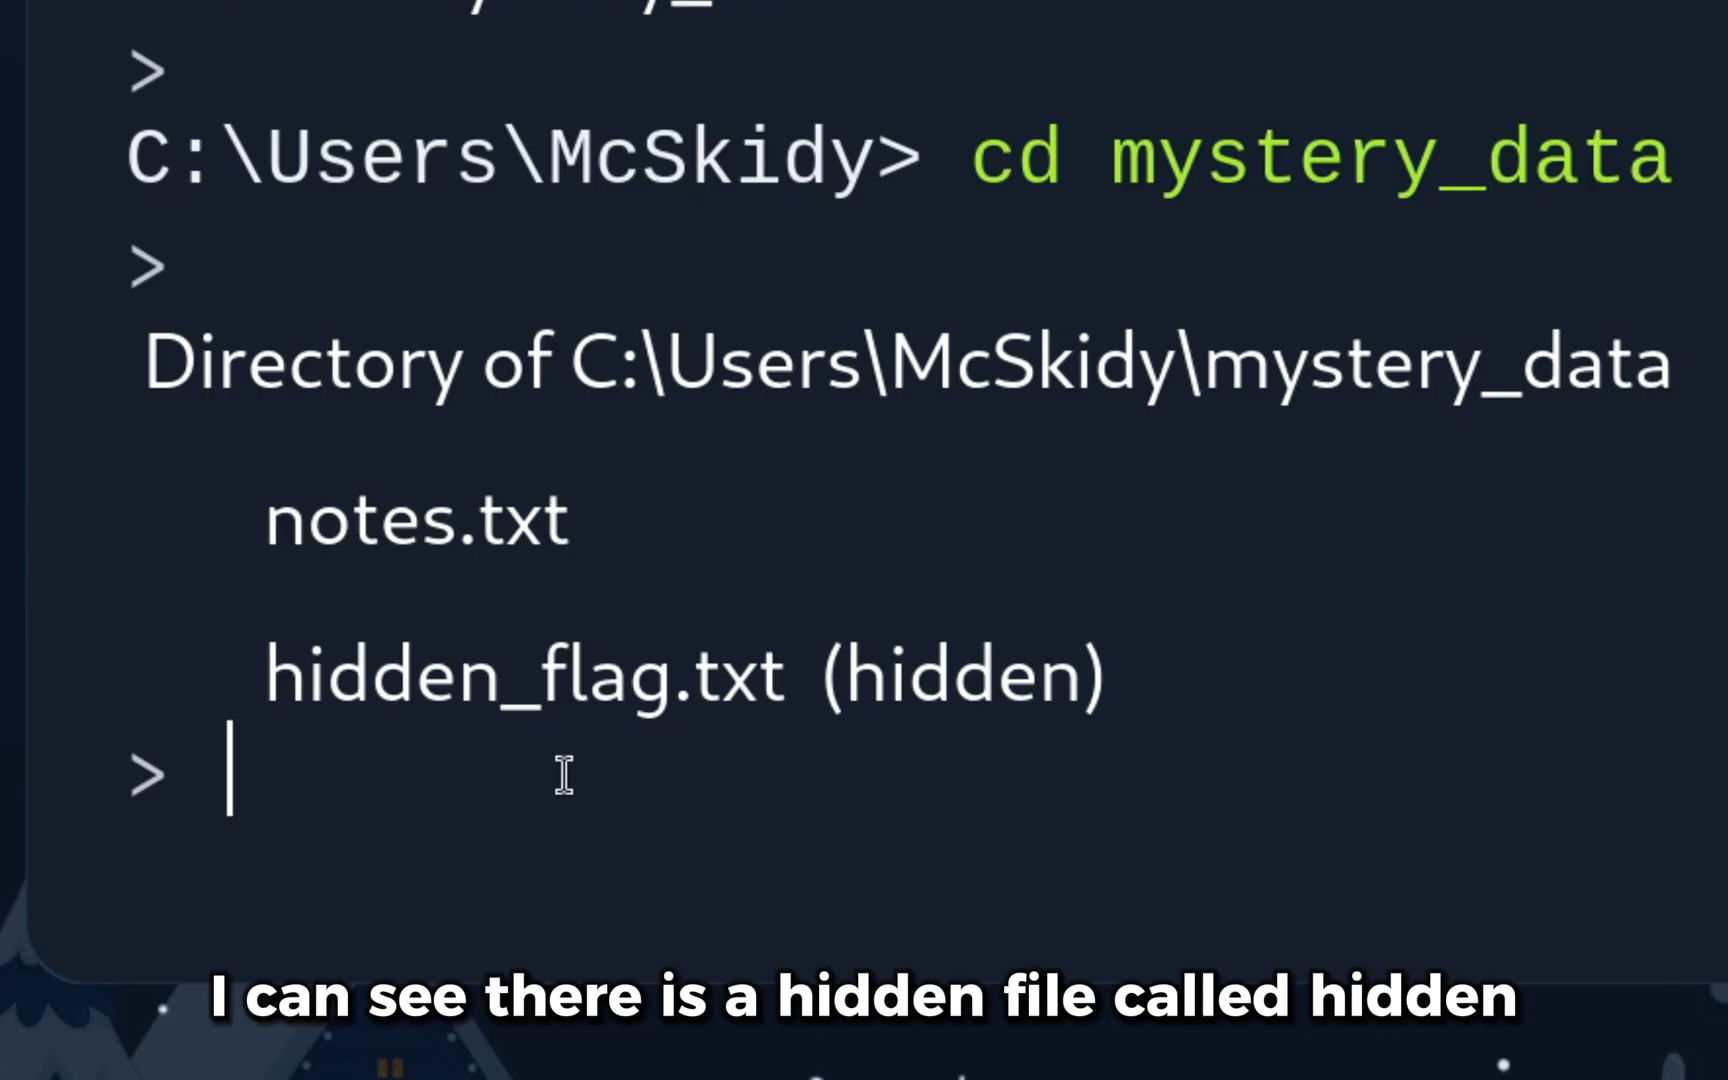 >
C:\Users\McSkidy> cd mystery_data
>
Directory of C:\Users\McSkidy\mystery_data
notes.txt
hidden_flag.txt (hidden)
>
I can see there is a hidden file called hidden